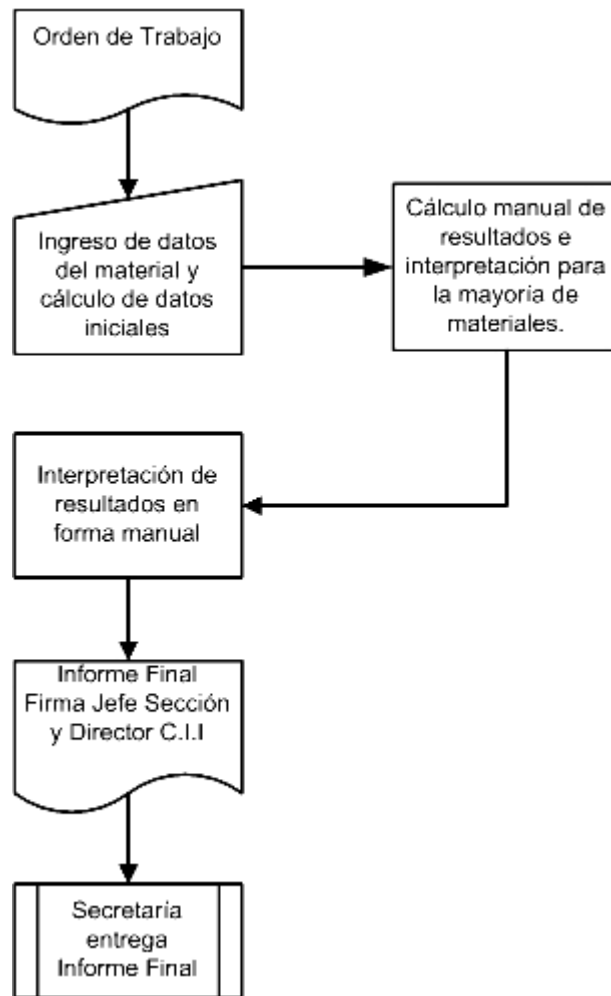 Orden de Trabajo
Ingreso de datos
del material y
cálculo de datos
iniciales
Cálculo manual de
resultados e
interpretación para
la mayoría de
materiales.
Interpretación de
resultados en
forma manual
Informe Final
Firma Jefe Sección
y Director C.I.I
Secretaría
entrega
Informe Final